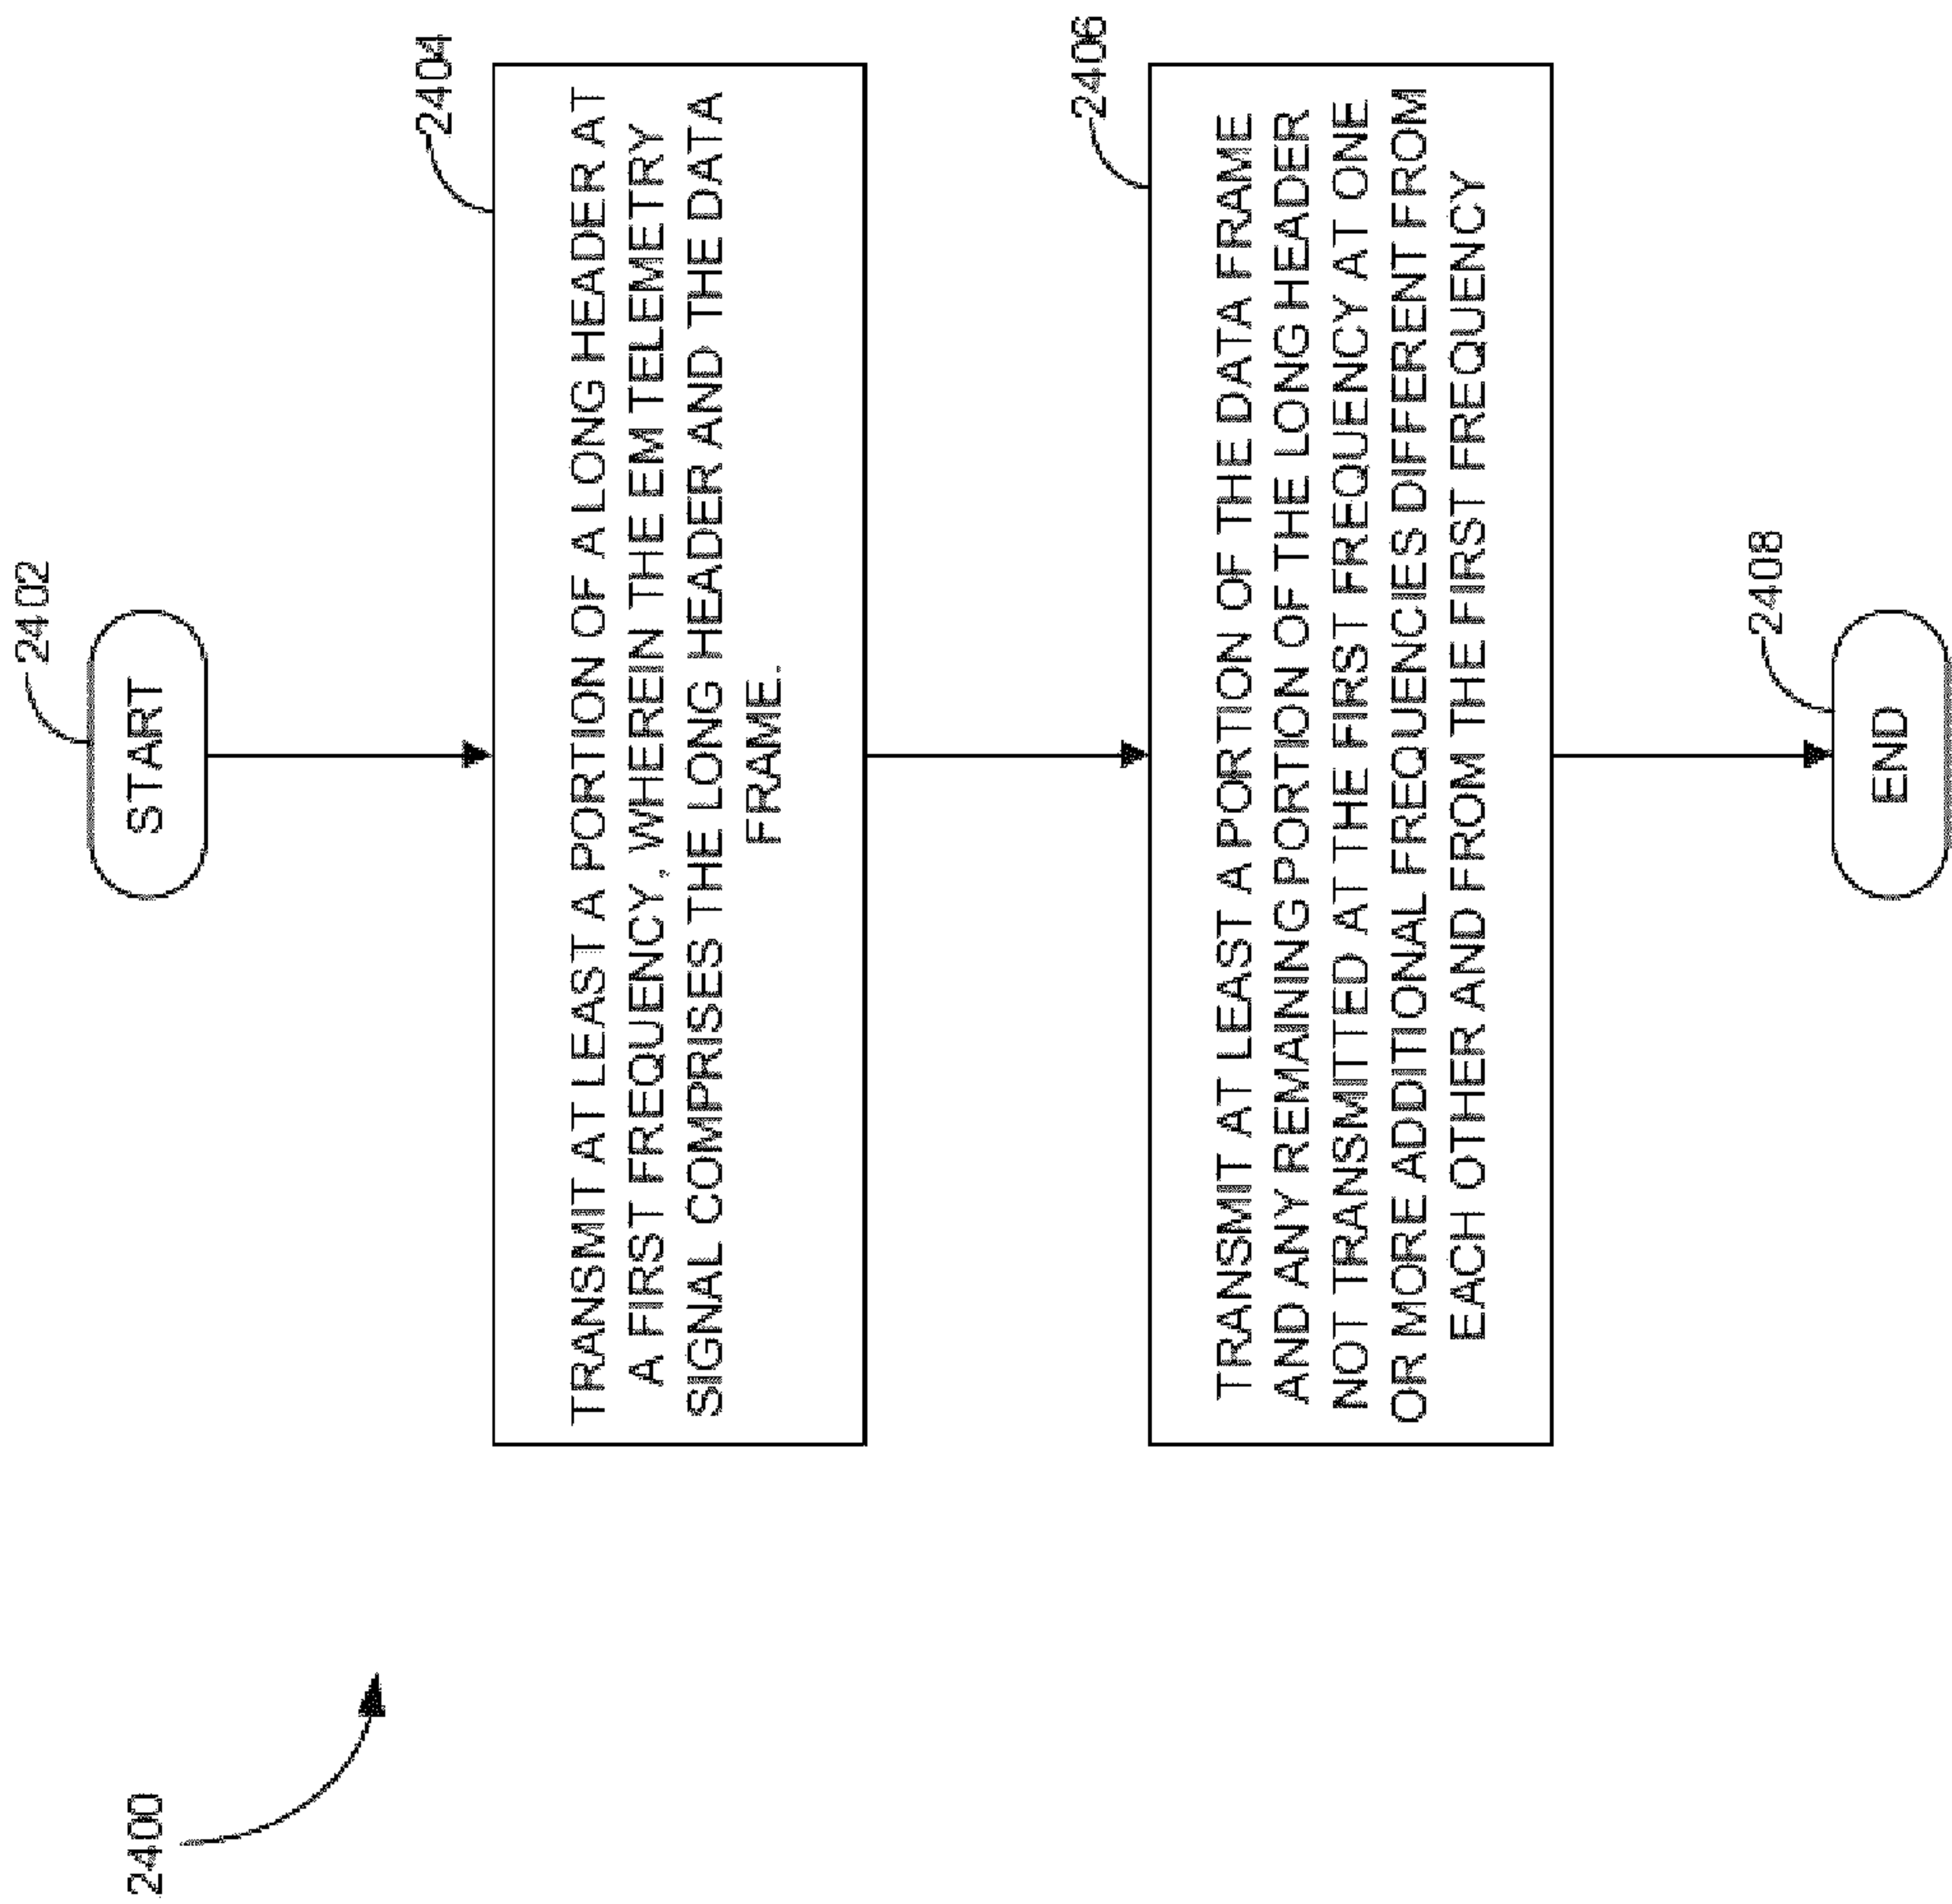 2400
2402
START
2404
TRANSMIT AT LEAST A PORTION OF A LONG HEADER AT
A FIRST FREQUENCY, WHEREIN THE EM TELEMETRY
SIGNAL COMPRISES THE LONG HEADER AND THE DATA
FRAME.
2406
TRANSMIT AT LEAST A PORTION OF THE DATA FRAME
AND ANY REMAINING PORTION OF THE LONG HEADER
NOT TRANSMITTED AT THE FIRST FREQUENCY AT ONE
OR MORE ADDITIONAL FREQUENCIES DIFFERENT FROM
EACH OTHER AND FROM THE FIRST FREQUENCY
2408
END